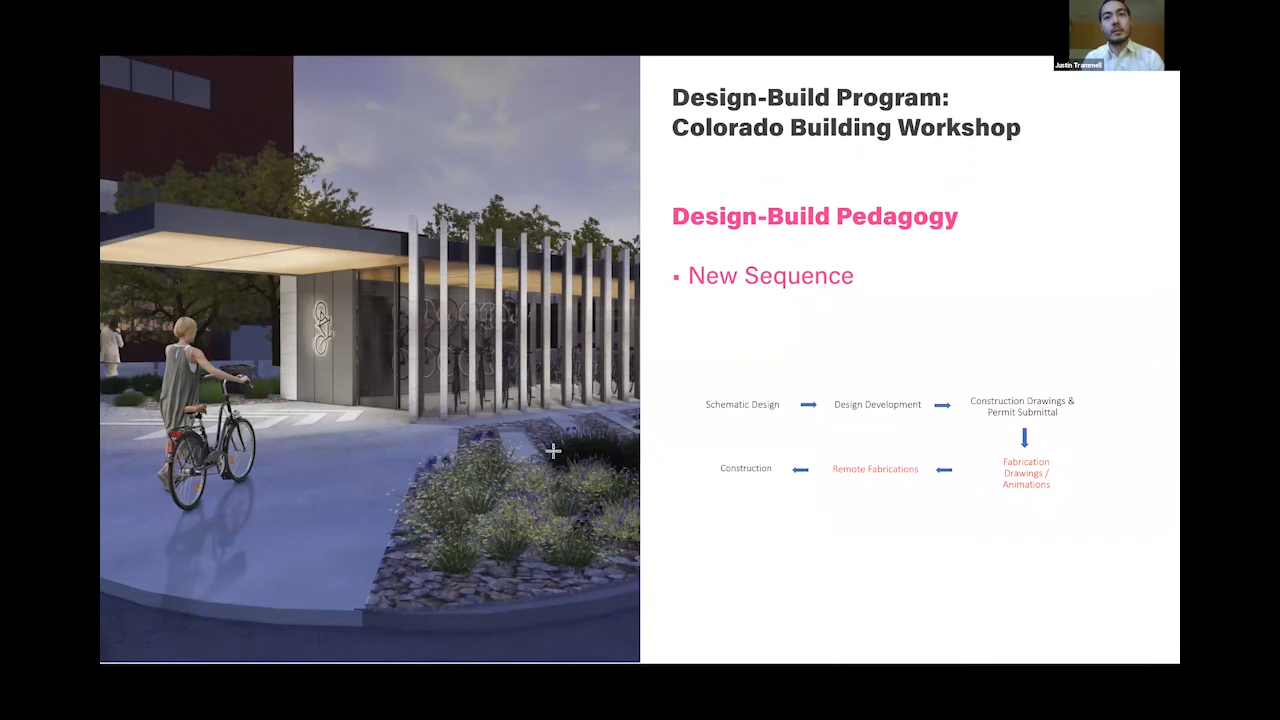 Justin Trammell
Design-Build Program:
Colorado Building Workshop
Design-Build Pedagogy
▪ New Sequence
Schematic Design
Design Development
Construction Drawings &
Permit Submittal
Fabrication
Drawings /
Animations
Remote Fabrications
Construction